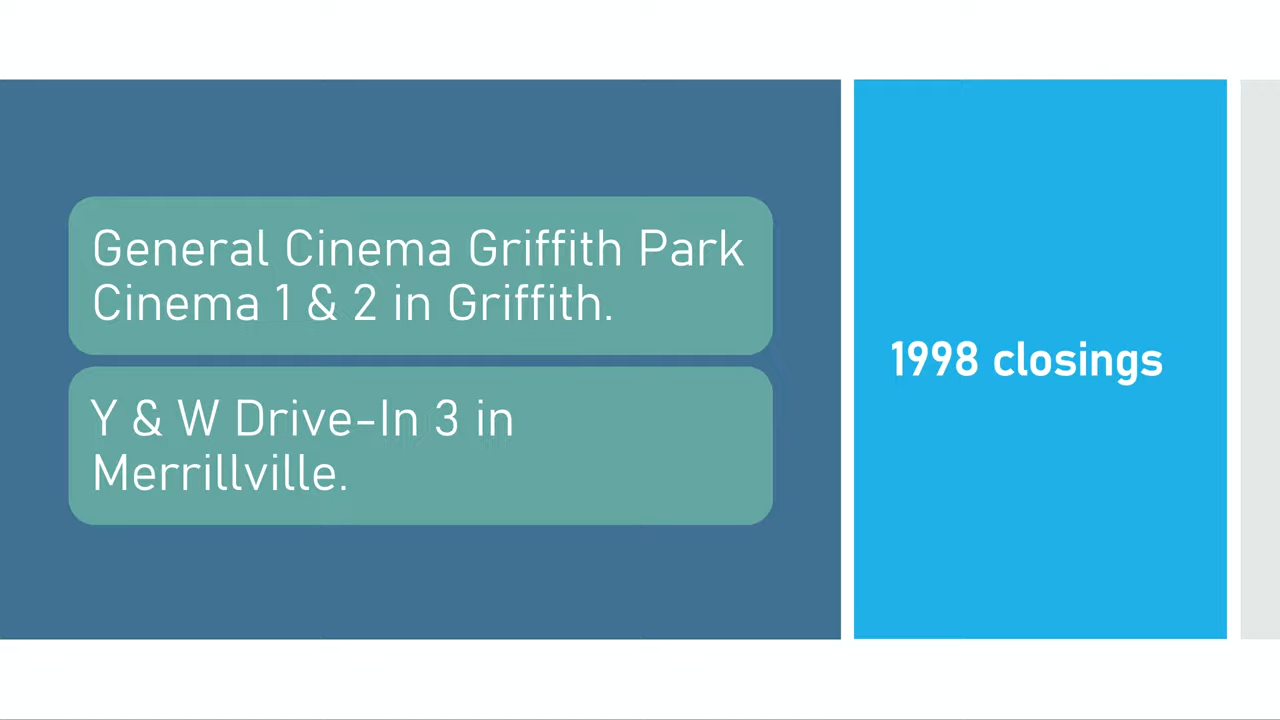 General Cinema Griffith Park
Cinema 1 & 2 in Griffith.
Y & W Drive-In 3 in
Merrillville.
1998 closings